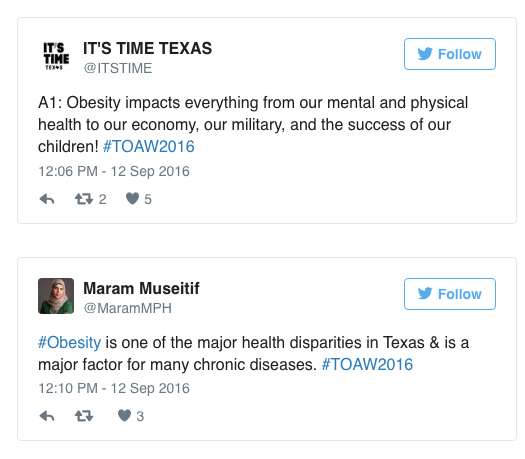 IT'S
TIME
TEXAS
IT'S TIME TEXAS
@ITSTIME
Follow
A1: Obesity impacts everything from our mental and physical
health to our economy, our military, and the success of our
children! #TOAW2016
12:06 PM - 12 Sep 2016
2 5
Maram Museitif
@MaramMPH
Follow
#Obesity is one of the major health disparities in Texas & is a
major factor for many chronic diseases. #TOAW2016
12:10 PM - 12 Sep 2016
3